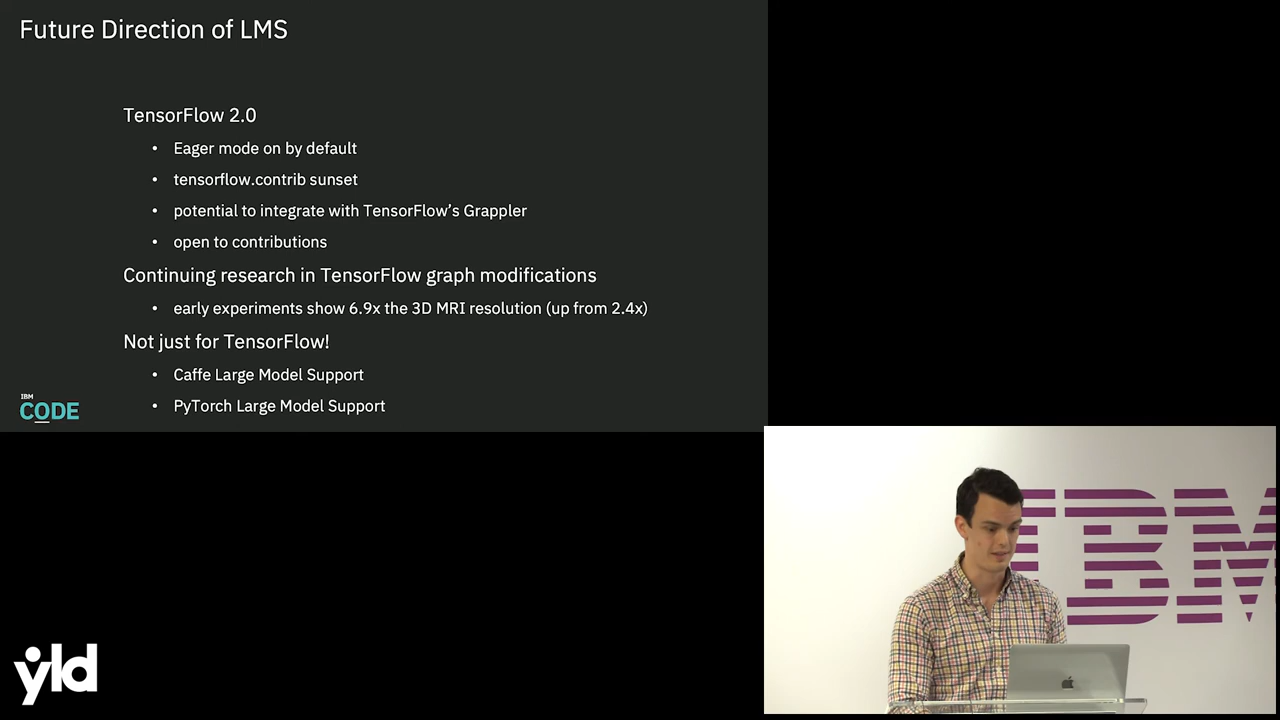 Future Direction of LMS
TensorFlow 2.0
• Eager mode on by default
• tensorflow.contrib sunset
• potential to integrate with TensorFlow’s Grappler
• open to contributions
Continuing research in TensorFlow graph modifications
• early experiments show 6.9x the 3D MRI resolution (up from 2.4x)
Not just for TensorFlow!
• Caffe Large Model Support
• PyTorch Large Model Support
IBM
CODE
IBM
yld